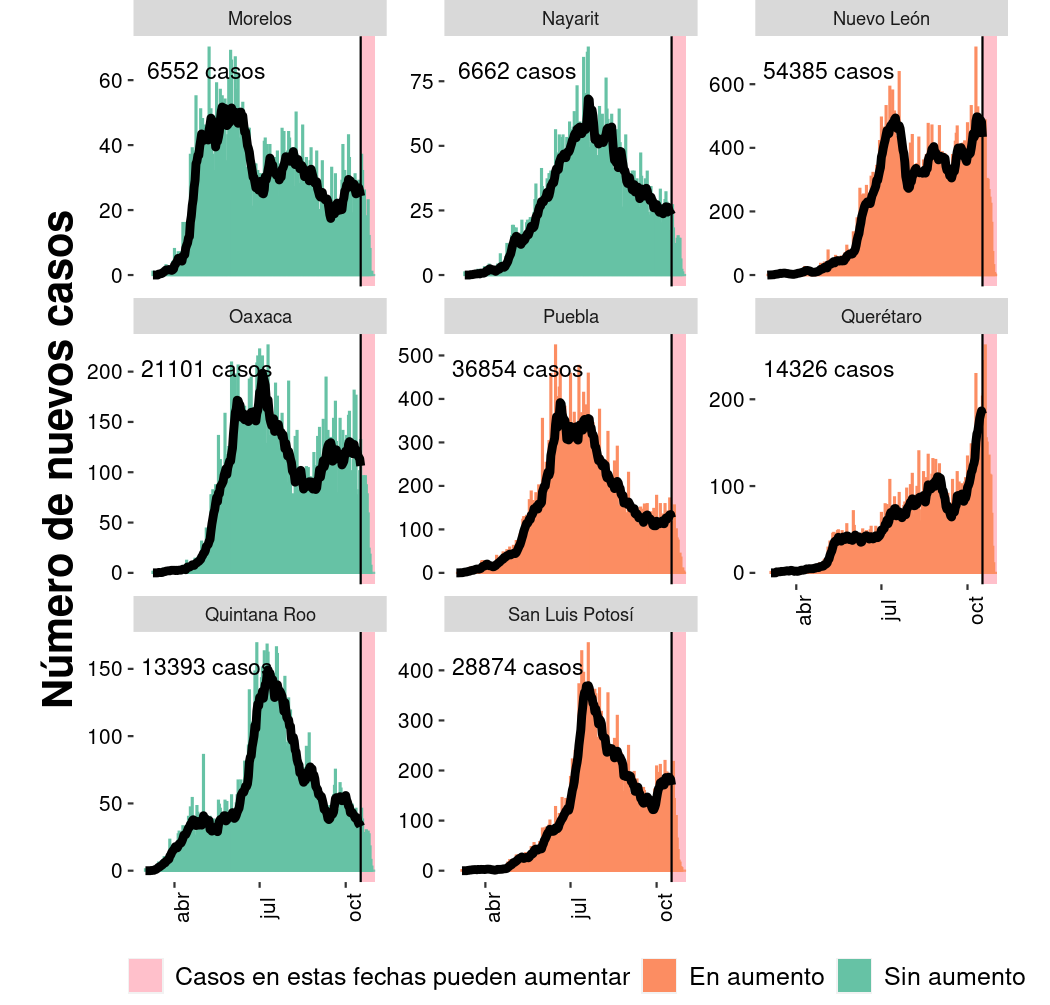 Número de nuevos casos
Morelos
6552 casos
60
40
20
0
Nayarit
6662 casos
75
50
25
0
Nuevo León
54385 casos
600
400
200
0
Oaxaca
21101 casos
200
150
100
50
0
Puebla
36854 casos
500
400
300
200
100
0
Querétaro
14326 casos
200
100
0
abr
jul
oct
Quintana Roo
13393 casos
150
100
50
0
abr
jul
oct
San Luis Potosí
28874 casos
400
300
200
100
0
abr
jul
oct
Casos en estas fechas pueden aumentar
En aumento
Sin aumento